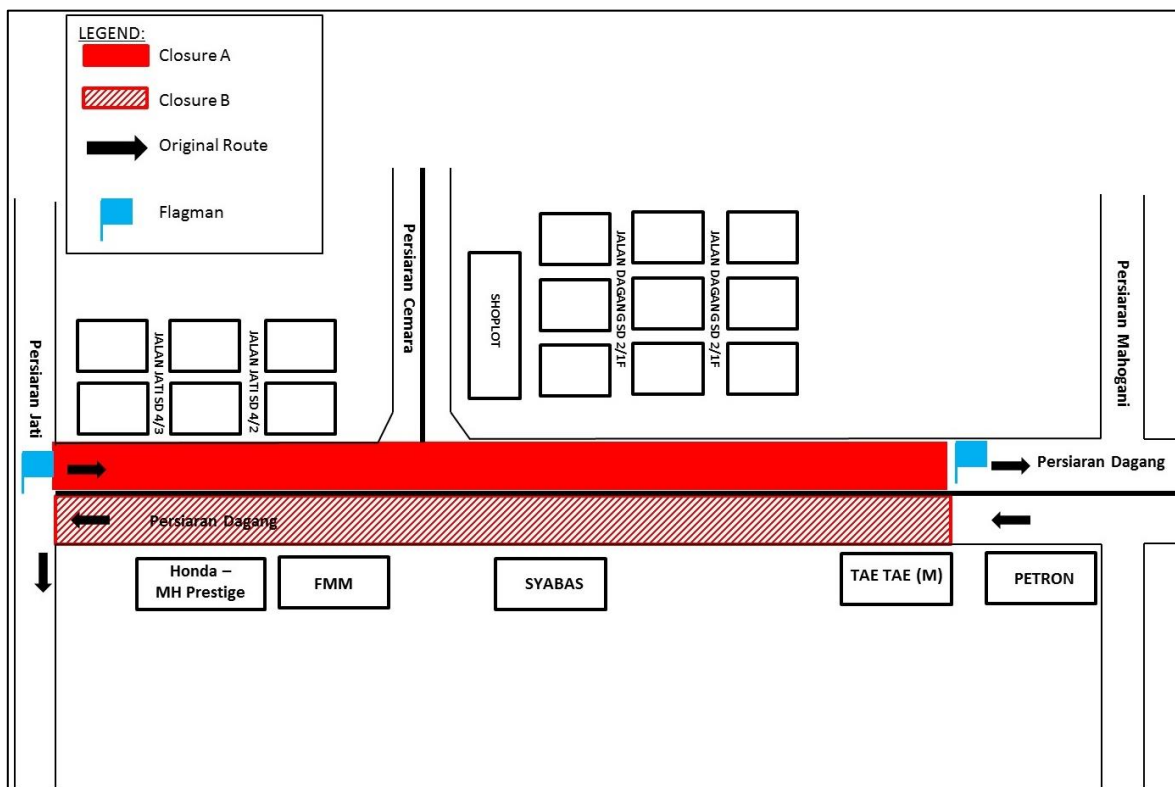 LEGEND:
Closure A
Closure B
Original Route
Flagman
Persiaran Jati
JALAN JATI SD 4/3
JALAN JATI SD 4/2
Persiaran Cemara
SHOPLOT
JALAN DAGANG SD 2/1F
JALAN DAGANG SD 2/1F
Persiaran Mahogani
Persiaran Dagang
Persiaran Dagang
Honda –
MH Prestige
FMM
SYABAS
TAE TAE (M)
PETRON